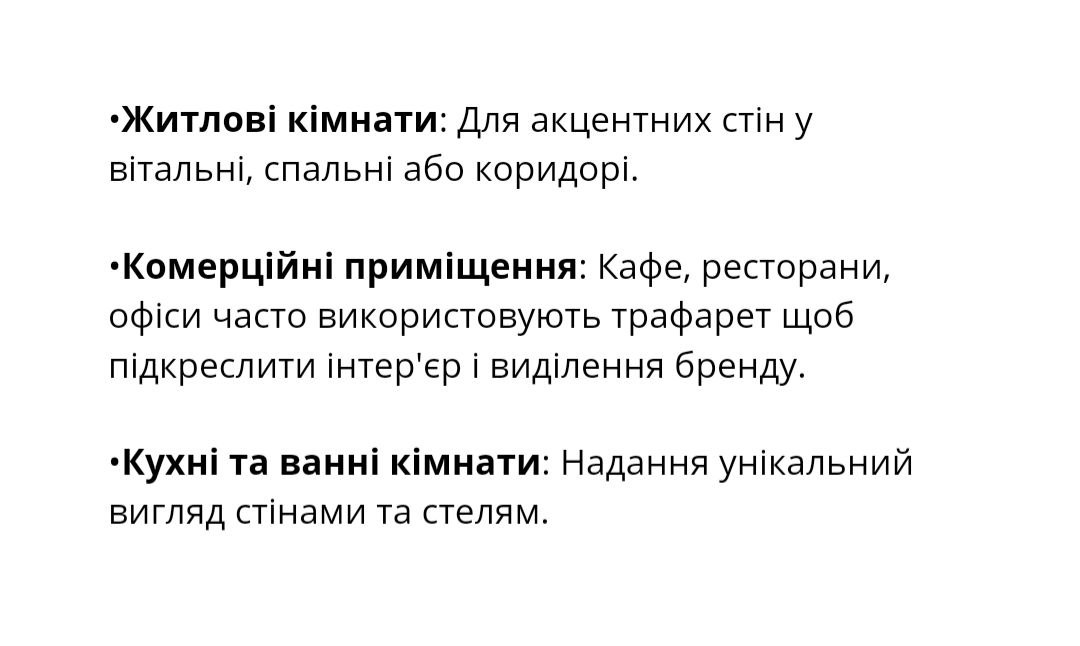 •Житлові кімнати: Для акцентних стін у
вітальні, спальні або коридорі.
•Комерційні приміщення: Кафе, ресторани,
офіси часто використовують трафарет щоб
підкреслити інтер'єр і виділення бренду.
•Кухні та ванні кімнати: Надання унікальний
вигляд стінами та стелям.